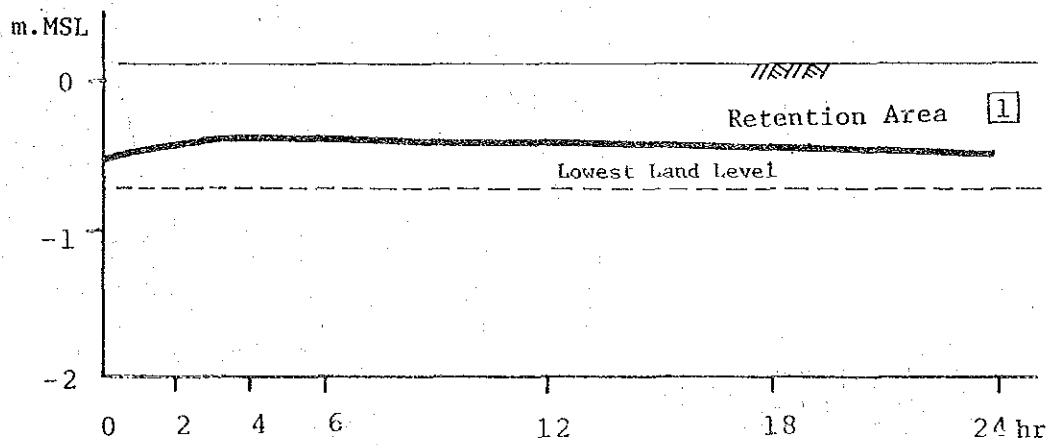 m.MSL
0
Retention Area 1
Lowest Land Level
-1
-2
0 2 4 6 12 18 24 hr